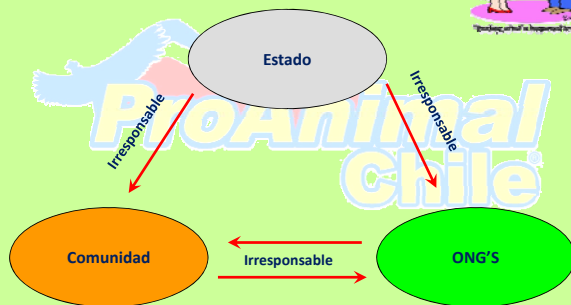 Estado
Irresponsable
Irresponsable
ProAnimal
Chile®
Comunidad
Irresponsable
ONG'S